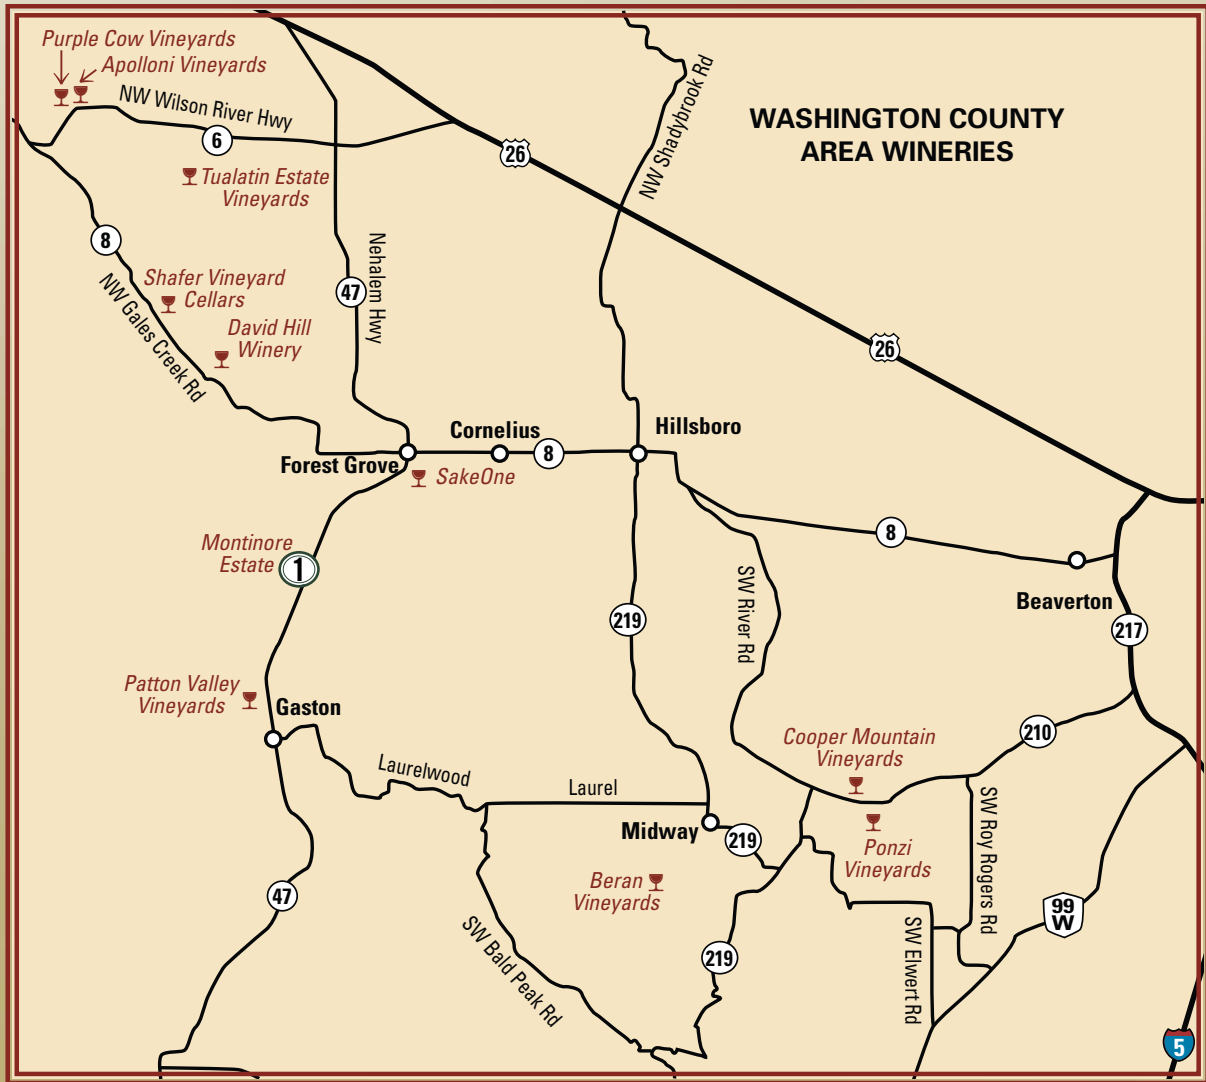 Purple Cow Vineyards
Apolloni Vineyards
NW Wilson River Hwy
6
26
NW Shadybrook Rd
WASHINGTON COUNTY
AREA WINERIES
Tualatin Estate
Vineyards
8
Nehalem Hwy
47
Shafer Vineyard
Cellars
NW Gales Creek Rd
David Hill
Winery
26
Forest Grove
Cornelius
8
Hillsboro
SakeOne
Montinore
Estate
1
8
Beaverton
217
219
SW River Rd
Patton Valley
Vineyards
Gaston
Laurelwood
Laurel
Cooper Mountain
Vineyards
210
Midway
219
Ponzi
Vineyards
SW Roy Rogers Rd
47
Beran
Vineyards
SW Bald Peak Rd
219
SW Elwert Rd
99
W
5